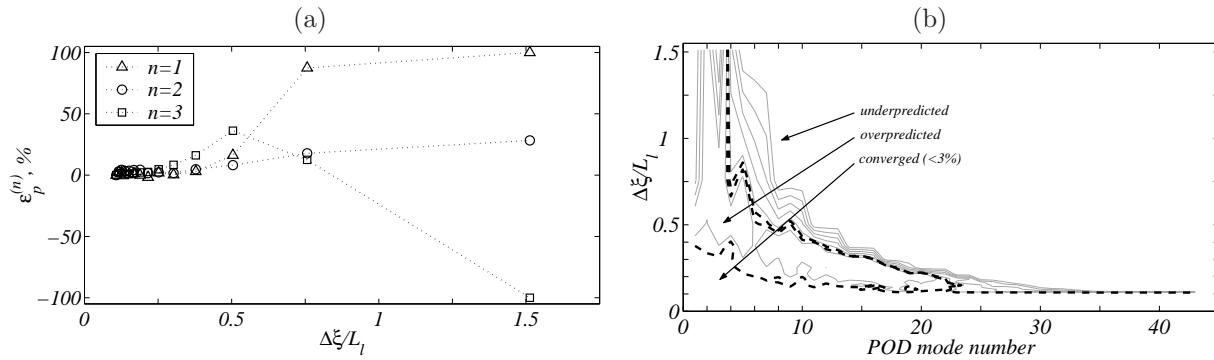 (a)
100
50
0
−50
−100
ε_p^(n), %
n=1
n=2
n=3
0
0.5
1
1.5
Δξ/L_l
(b)
1.5
1
0.5
0
Δξ/L_l
underpredicted
overpredicted
converged (<3%)
0
10
20
30
40
POD mode number